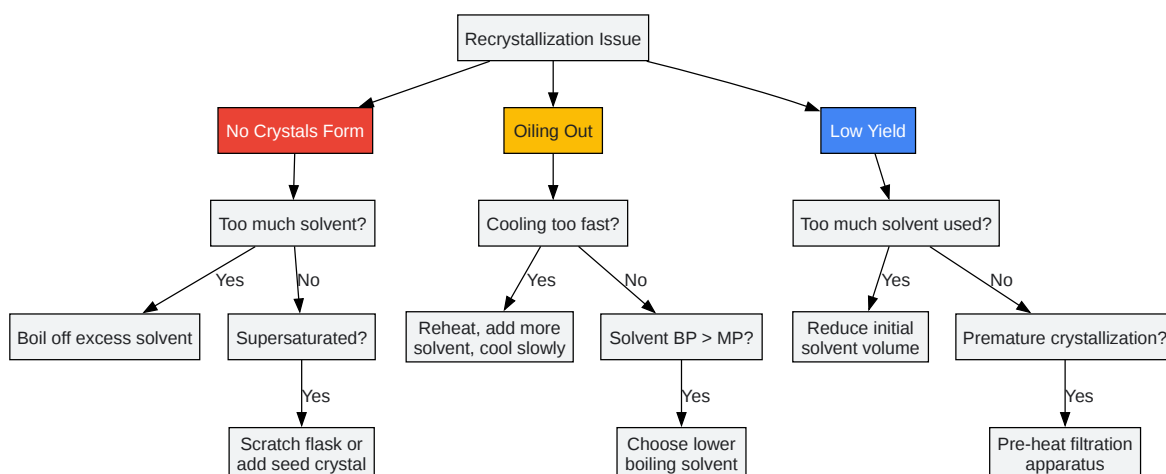 Recrystallization Issue
No Crystals Form
Oiling Out
Low Yield
Too much solvent?
Cooling too fast?
Too much solvent used?
Yes
No
Yes
No
Yes
No
Boil off excess solvent
Supersaturated?
Reheat, add more
solvent, cool slowly
Solvent BP > MP?
Reduce initial
solvent volume
Premature crystallization?
Yes
Yes
Yes
Scratch flask or
add seed crystal
Choose lower
boiling solvent
Pre-heat filtration
apparatus